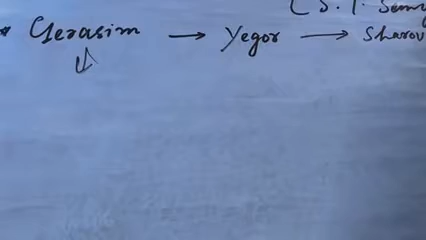 (S. T.
Gerasim → Yegor → Sharov